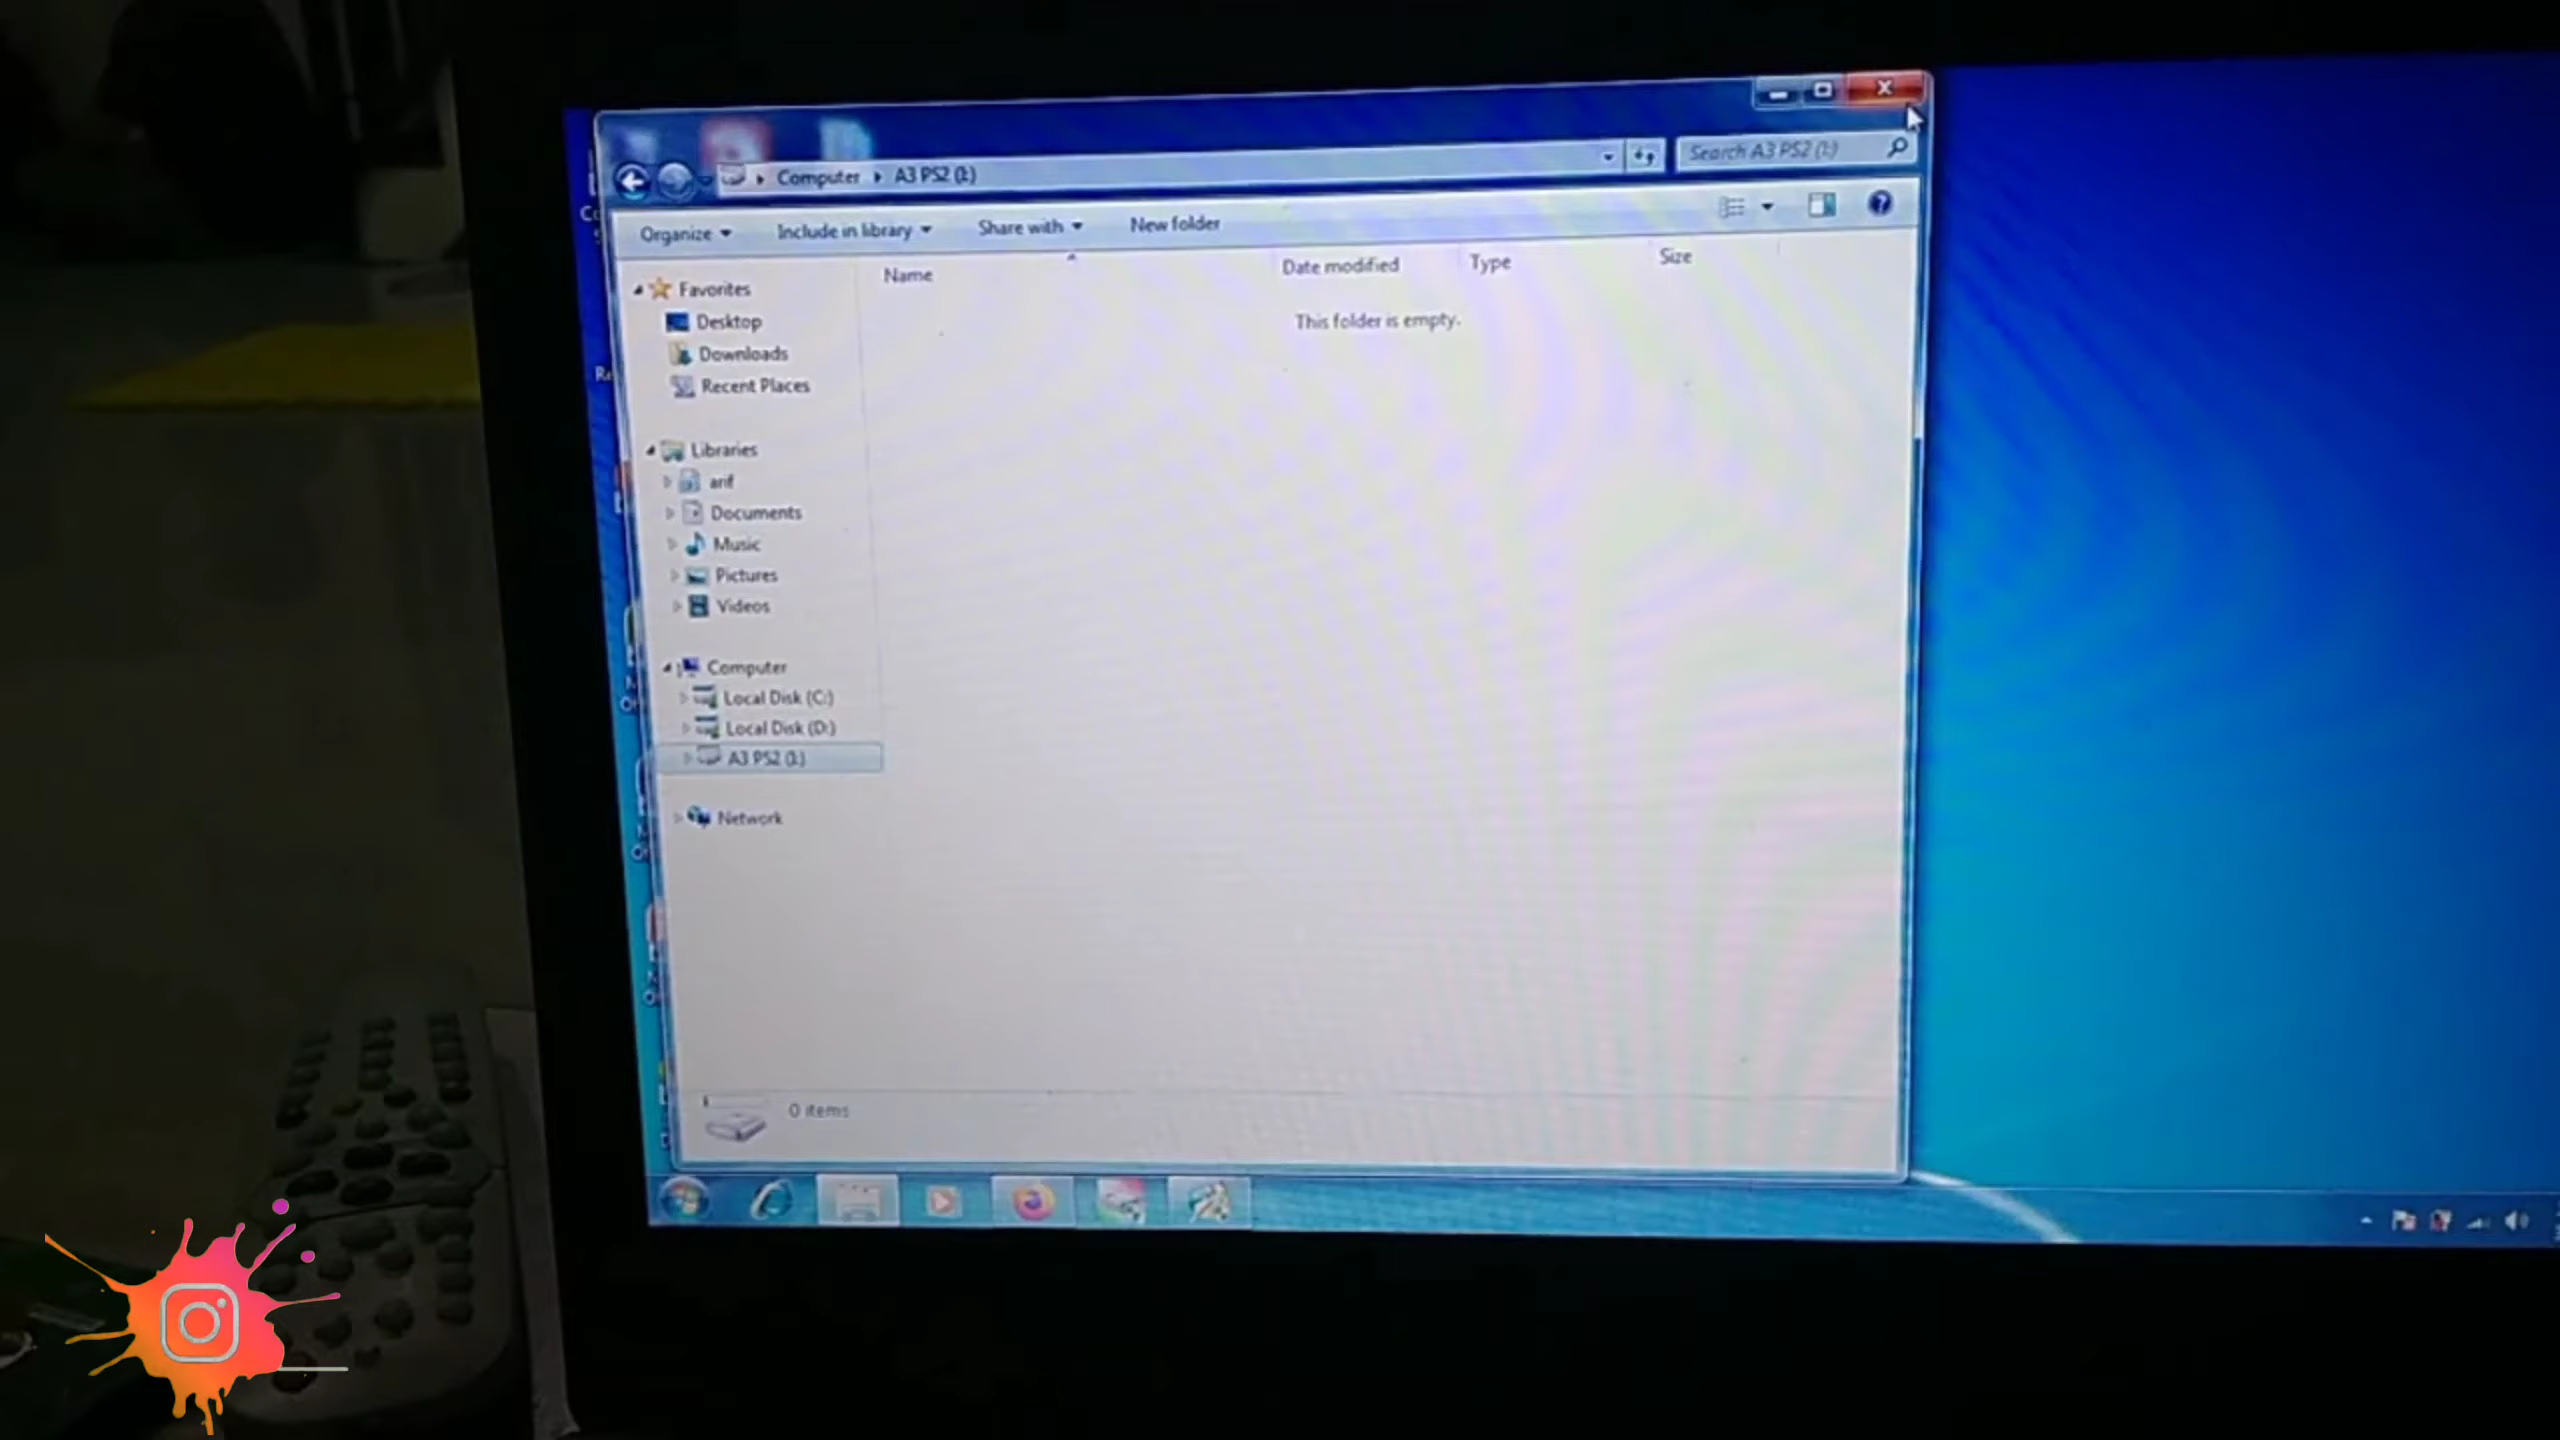 Computer ▸ A3 PS2 (I:)
Search A3 PS2 (I:)
Organize
Include in library
Share with
New folder
Name
Date modified
Type
Size
This folder is empty.
Favorites
Desktop
Downloads
Recent Places
Libraries
arif
Documents
Music
Pictures
Videos
Computer
Local Disk (C:)
Local Disk (D:)
A3 PS2 (I:)
Network
0 items